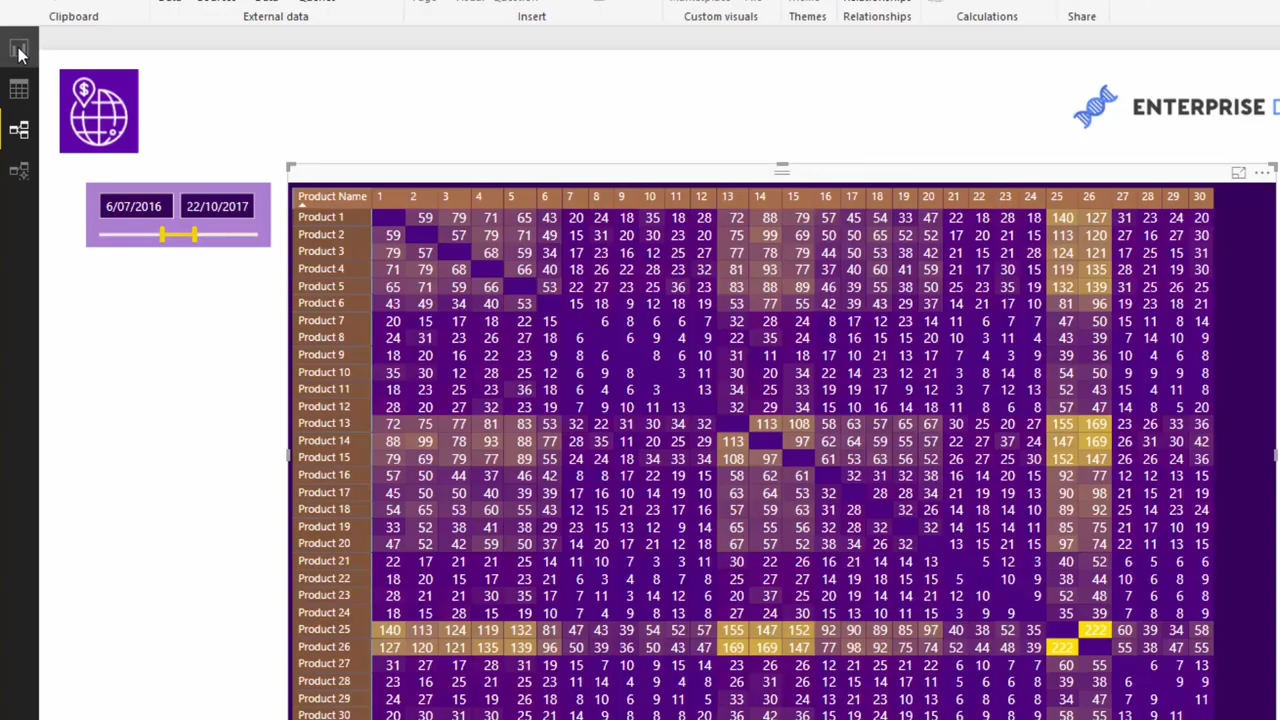 Clipboard External data Insert Custom visuals Themes Relationships Calculations Share
$
ENTERPRISE
6/07/2016 22/10/2017
Product Name 1 2 3 4 5 6 7 8 9 10 11 12 13 14 15 16 17 18 19 20 21 22 23 24 25 26 27 28 29 30
Product 1 59 79 71 65 43 20 24 18 35 18 28 72 88 79 57 45 54 33 47 22 18 28 18 140 127 31 23 24 20
Product 2 59 57 79 71 49 15 31 20 30 23 20 75 99 69 50 50 65 52 52 17 20 21 15 113 120 27 16 27 30
Product 3 79 57 68 59 34 17 23 16 12 25 27 77 78 79 44 50 53 38 42 21 15 21 28 124 121 17 25 15 31
Product 4 71 79 68 66 40 18 26 22 28 23 32 81 93 77 37 40 60 41 59 21 17 30 15 119 135 28 21 19 30
Product 5 65 71 59 66 53 22 27 23 25 36 23 83 88 89 46 39 55 38 50 25 23 35 19 132 139 31 25 26 25
Product 6 43 49 34 40 53 15 18 9 12 18 19 53 77 55 42 39 43 29 37 14 21 17 10 81 96 19 23 18 21
Product 7 20 15 17 18 22 15 6 8 6 6 7 32 28 24 8 17 12 23 14 11 6 7 7 47 50 15 11 8 14
Product 8 24 31 23 26 27 18 6 6 9 4 9 22 35 24 8 16 15 15 20 10 3 11 4 43 39 7 14 10 9
Product 9 18 20 16 22 23 9 8 6 8 6 10 31 11 18 17 10 21 13 17 7 4 3 9 39 36 10 4 6 8
Product 10 35 30 12 28 25 12 6 9 8 3 11 30 20 34 22 14 23 12 21 3 8 14 8 54 50 9 9 9 8
Product 11 18 23 25 23 36 18 6 4 6 3 13 34 25 33 19 19 17 9 12 3 7 12 13 52 43 8 15 4 11
Product 12 28 20 27 32 23 19 7 9 10 11 13 32 29 34 15 10 16 14 18 11 8 6 8 57 47 7 8 5 20
Product 13 72 75 77 81 83 53 32 22 31 30 34 32 113 108 58 63 57 65 67 30 25 20 27 155 169 23 26 33 36
Product 14 88 99 78 93 88 77 28 35 11 20 25 29 113 97 62 64 59 55 57 22 27 37 24 147 169 26 31 30 42
Product 15 79 69 79 77 89 55 24 24 18 34 33 34 108 97 61 53 63 56 52 26 27 25 30 152 147 26 26 24 36
Product 16 57 50 44 37 46 42 8 8 17 22 19 15 58 62 61 32 31 32 38 16 14 20 15 92 77 12 12 13 15
Product 17 45 50 50 40 39 39 17 16 10 14 19 10 63 64 53 32 28 28 34 21 19 19 13 90 98 21 15 21 19
Product 18 54 65 53 60 55 43 12 15 21 23 17 16 57 59 63 31 28 32 26 14 18 14 10 89 92 25 14 14 18
Product 19 33 52 38 41 38 29 23 15 13 12 9 14 65 55 56 32 28 32 32 14 15 14 11 85 75 21 17 10 19
Product 20 47 52 42 59 50 37 14 20 17 21 12 18 67 57 52 38 34 26 32 13 15 21 15 97 74 22 11 13 15
Product 21 22 17 21 21 25 14 11 10 7 3 3 11 30 22 26 16 21 14 14 13 5 12 3 40 52 6 5 6 6
Product 22 18 20 15 17 23 21 6 3 4 8 7 8 25 27 27 14 19 18 15 15 5 10 9 38 44 10 6 8 9
Product 23 28 21 21 30 35 17 7 11 3 14 12 6 20 37 25 20 19 14 14 21 12 10 9 52 48 7 8 6 9
Product 24 18 15 28 15 19 10 7 4 9 8 13 8 27 24 30 15 13 10 11 15 3 9 9 35 39 7 8 8 9
Product 25 140 113 124 119 132 81 47 43 39 54 52 57 155 147 152 92 90 89 85 97 40 38 52 35 222 60 39 34 58
Product 26 127 120 121 135 139 96 50 39 36 50 43 47 169 169 147 77 98 92 75 74 52 44 48 39 222 55 38 47 55
Product 27 31 27 17 28 31 19 15 7 10 9 15 14 23 26 26 12 21 25 21 22 6 10 7 7 60 55 6 7 13
Product 28 23 16 25 21 25 23 11 14 4 9 4 8 26 31 26 12 15 14 17 11 5 6 8 8 39 38 6 9 9
Product 29 24 27 15 19 26 18 8 10 6 9 11 5 33 30 24 13 21 23 10 13 6 8 6 8 34 47 7 9 11
Product 30